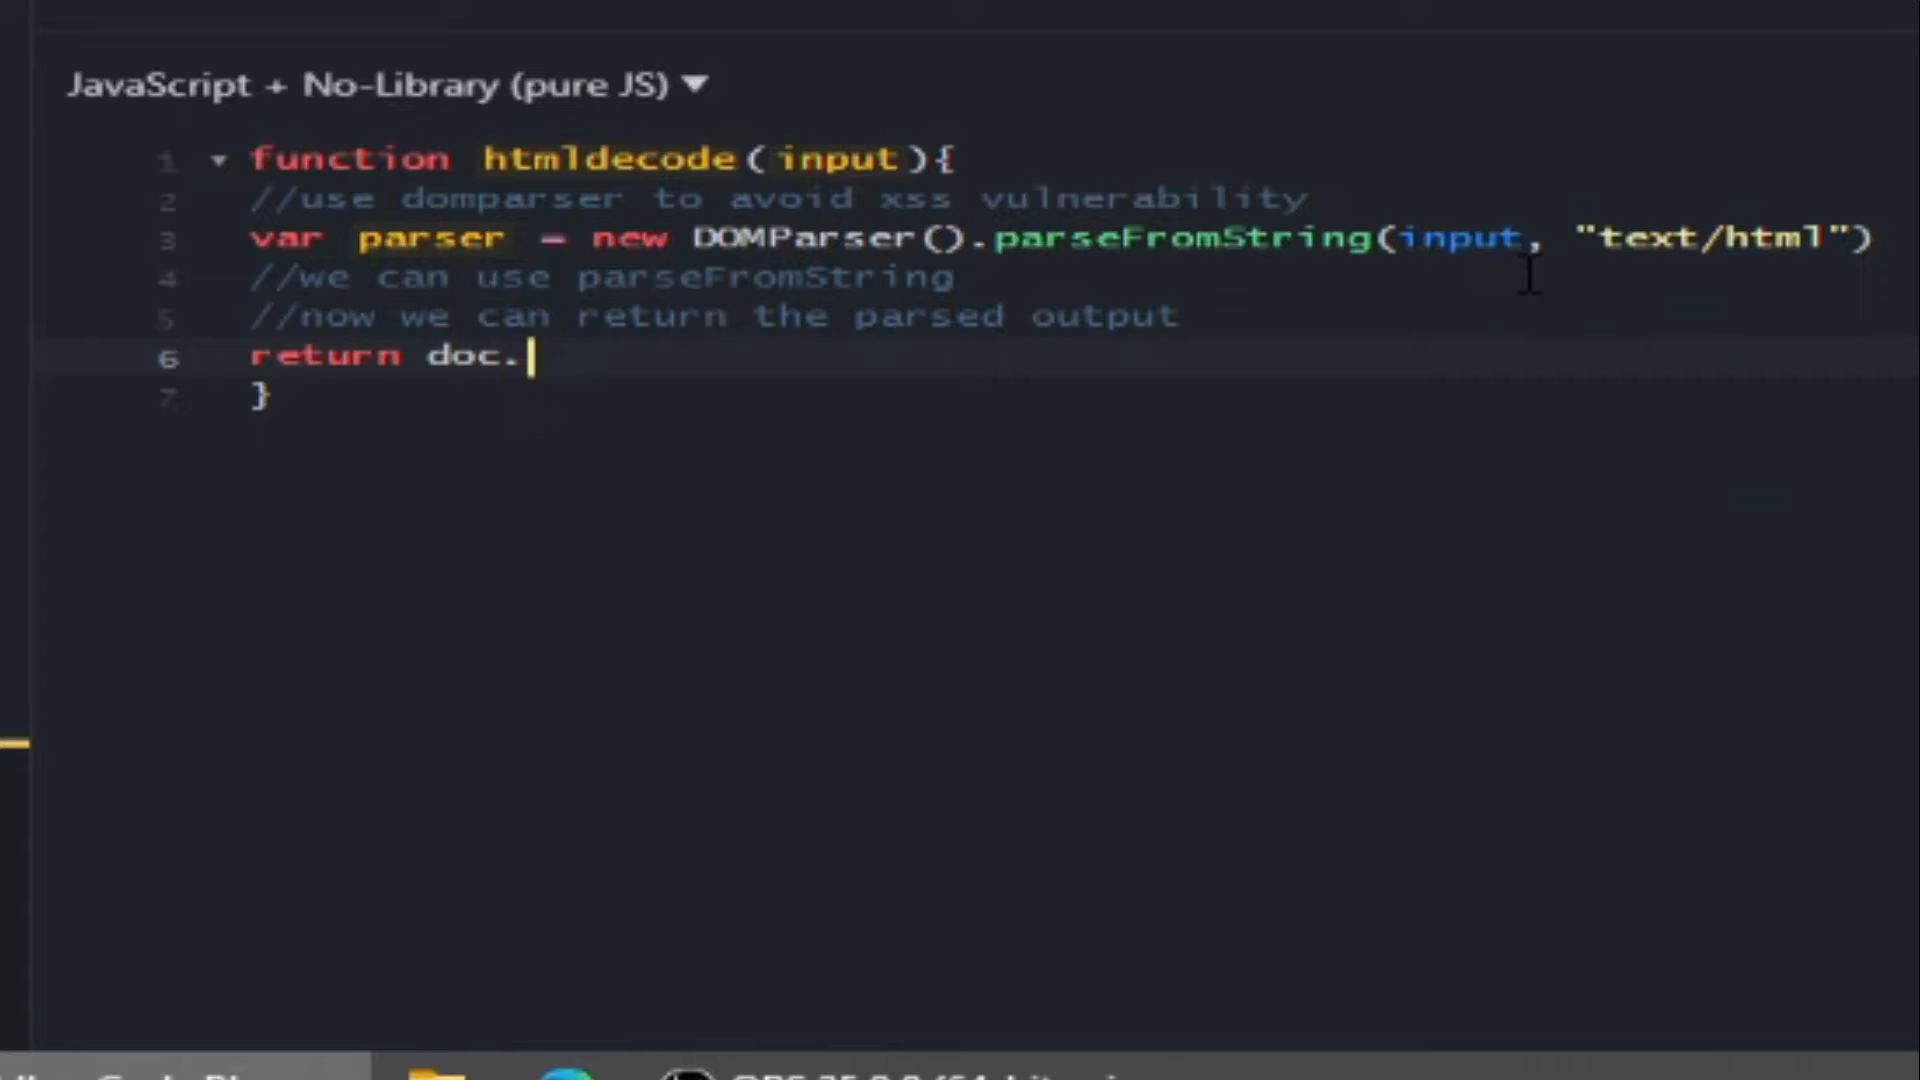 JavaScript + No-Library (pure JS) ▼
1 ▾ function htmldecode(input){
2 //use domparser to avoid xss vulnerability
3 var parser = new DOMParser().parseFromString(input, "text/html")
4 //we can use parseFromString
5 //now we can return the parsed output
6 return doc.
7 }